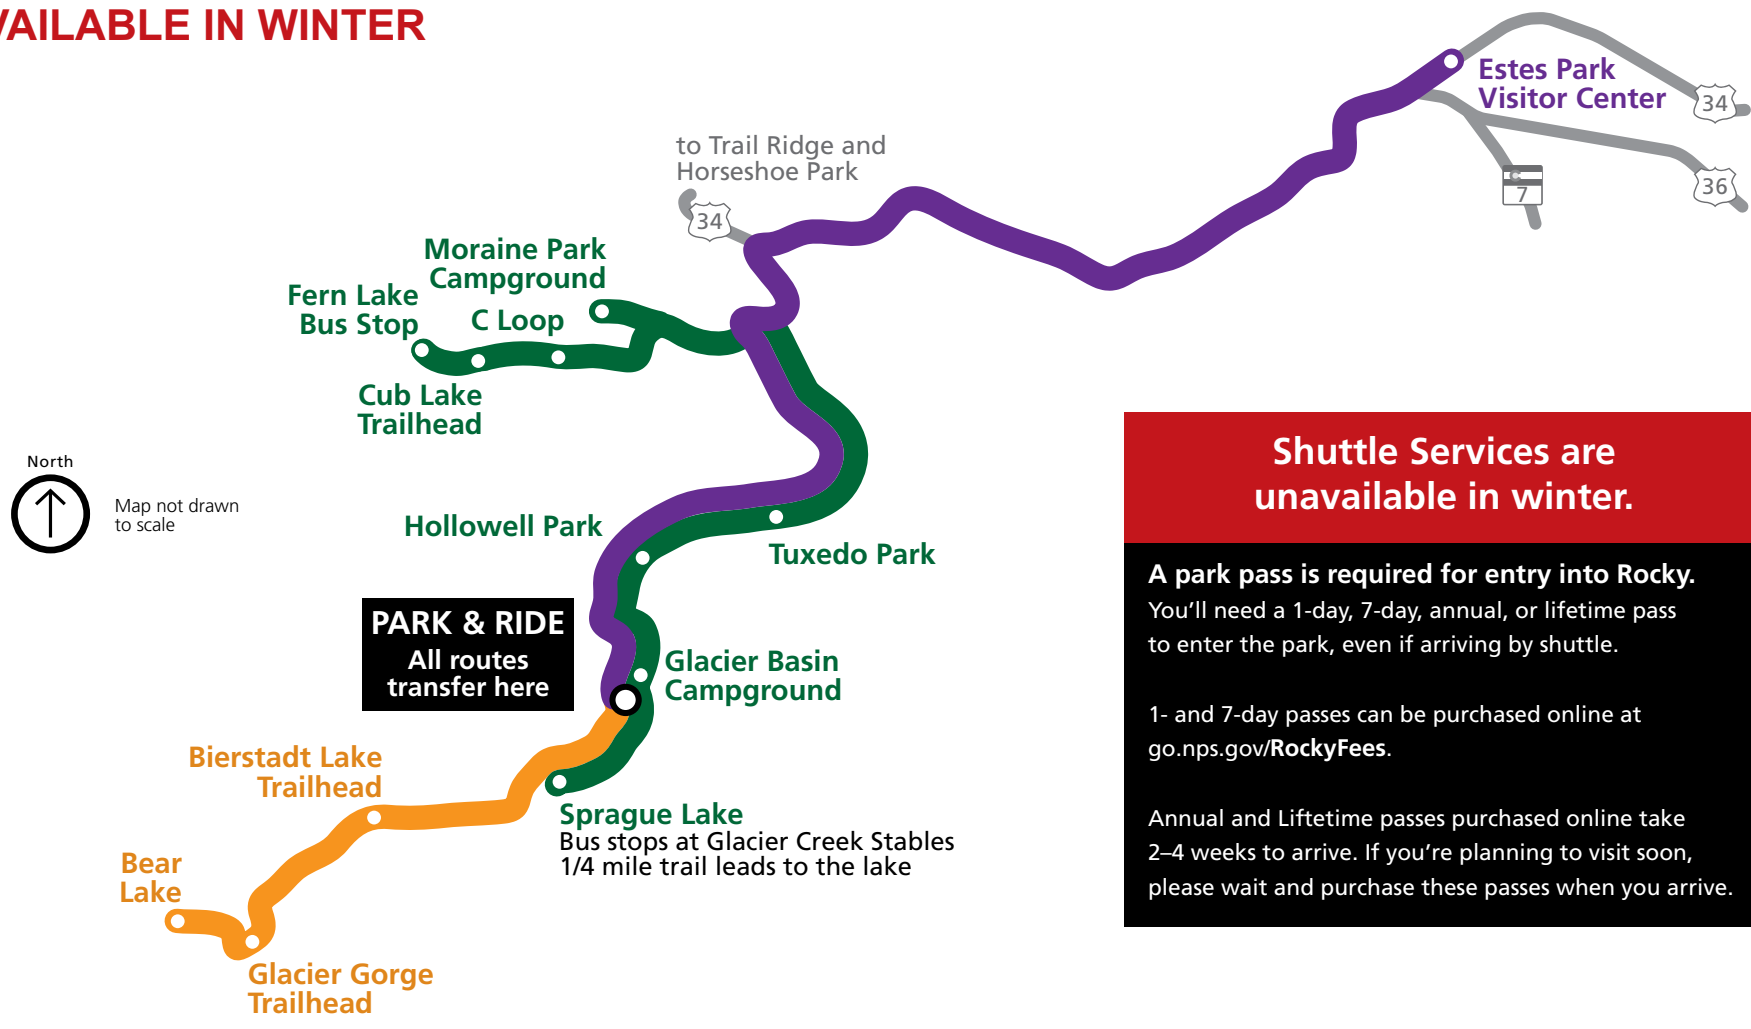 VAILABLE IN WINTER
Estes Park
Visitor Center
34
36
7
to Trail Ridge and
Horseshoe Park
34
Moraine Park
Campground
Fern Lake
Bus Stop
C Loop
Cub Lake
Trailhead
North
Map not drawn
to scale
Hollowell Park
Tuxedo Park
PARK & RIDE
All routes
transfer here
Glacier Basin
Campground
Bierstadt Lake
Trailhead
Sprague Lake
Bus stops at Glacier Creek Stables
1/4 mile trail leads to the lake
Bear
Lake
Glacier Gorge
Trailhead
Shuttle Services are
unavailable in winter.
A park pass is required for entry into Rocky.
You’ll need a 1-day, 7-day, annual, or lifetime pass
to enter the park, even if arriving by shuttle.
1- and 7-day passes can be purchased online at
go.nps.gov/RockyFees.
Annual and Liftetime passes purchased online take
2–4 weeks to arrive. If you’re planning to visit soon,
please wait and purchase these passes when you arrive.